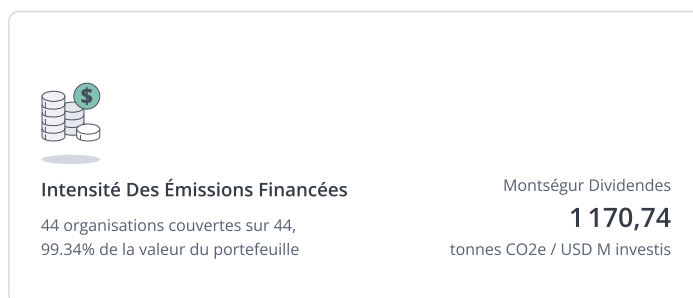 $
Intensité Des Émissions Financées
44 organisations couvertes sur 44,
99.34% de la valeur du portefeuille
Montségur Dividendes
1 170,74
tonnes CO2e / USD M investis